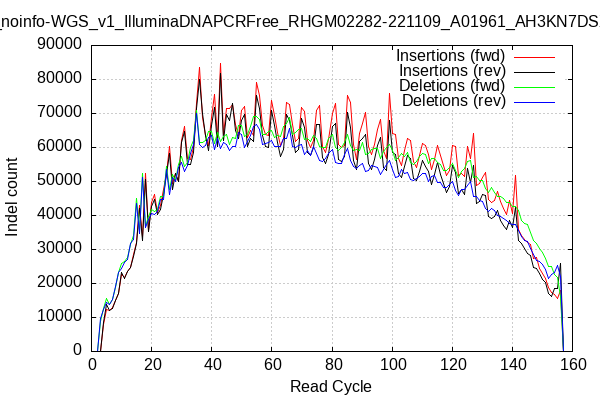 _noinfo-WGS_v1_IlluminaDNAPCRFree_RHGM02282-221109_A01961_AH3KN7DS
90000
80000
70000
60000
50000
40000
30000
20000
10000
0
Indel count
Insertions (fwd)
Insertions (rev)
Deletions (fwd)
Deletions (rev)
0 20 40 60 80 100 120 140 160
Read Cycle